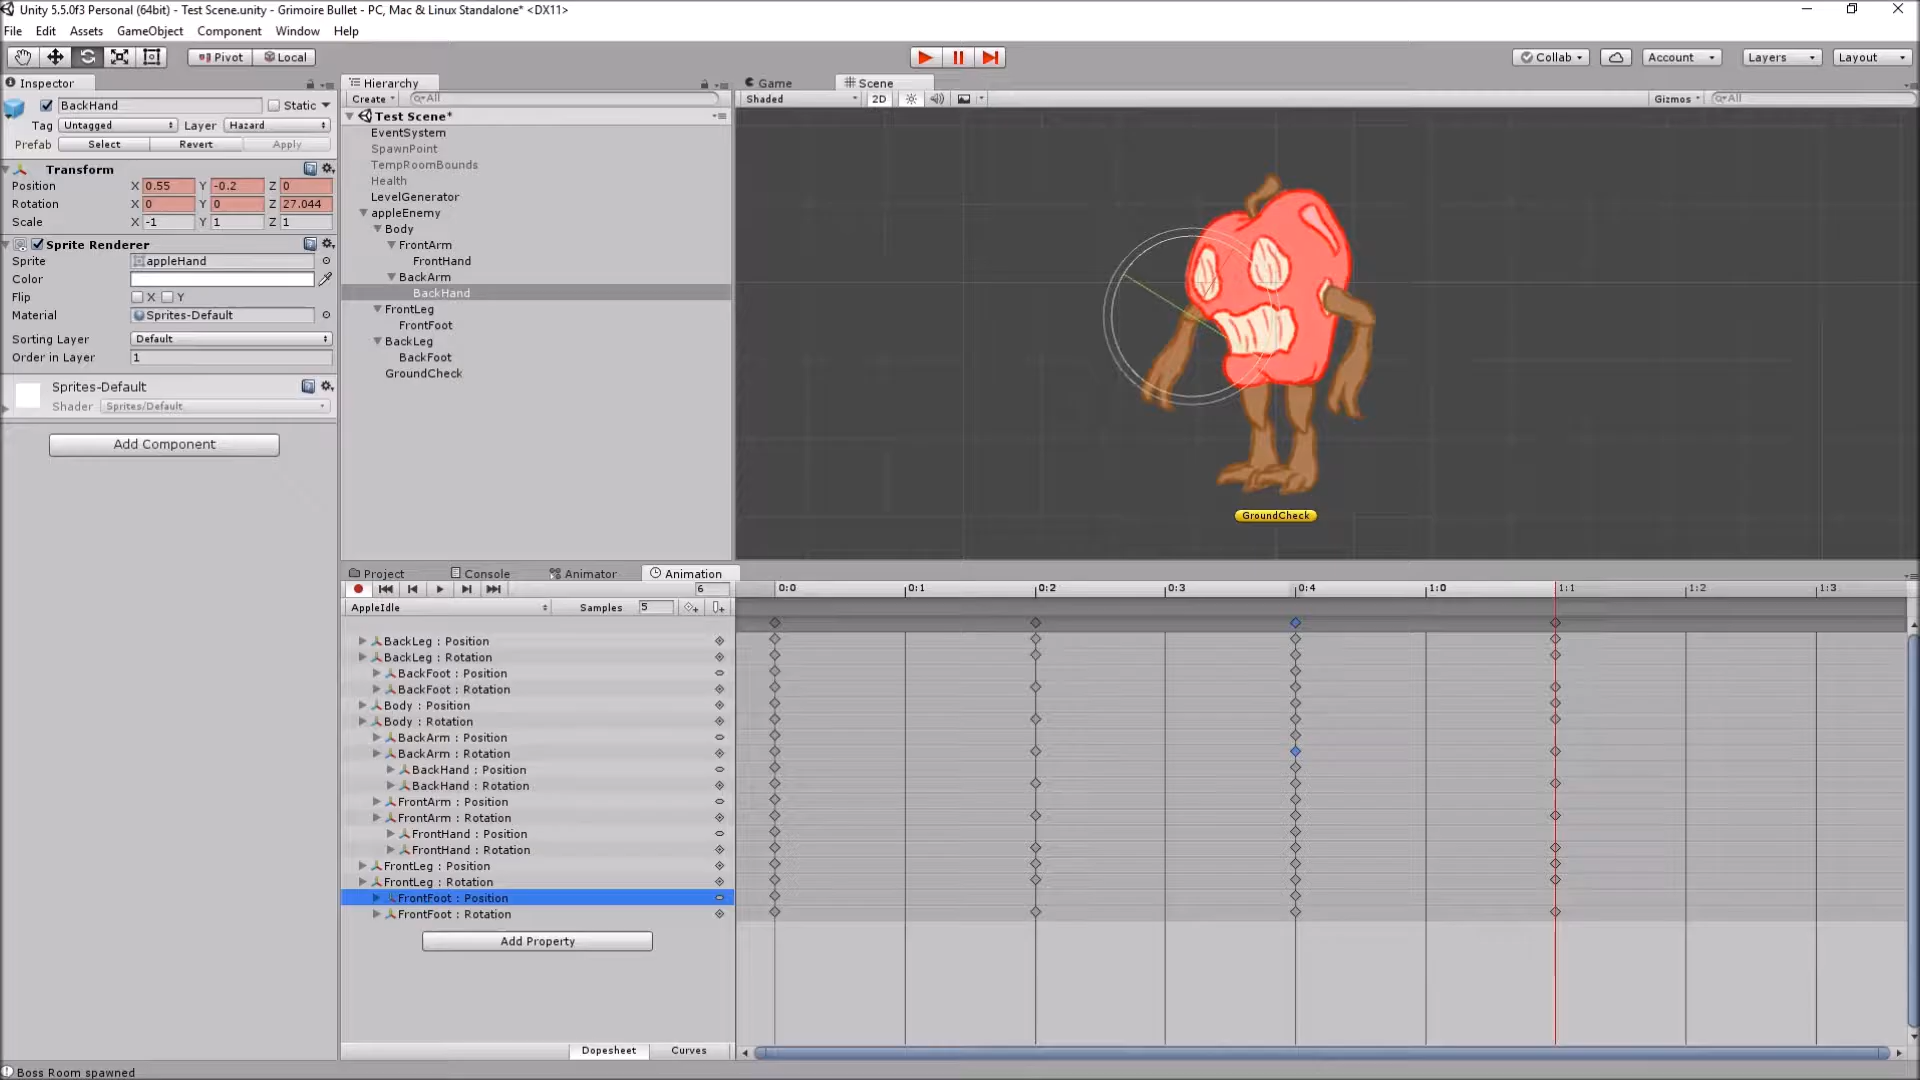 Unity 5.5.0f3 Personal (64bit) - Test Scene.unity - Grimoire Bullet - PC, Mac & Linux Standalone* <DX11>
File Edit Assets GameObject Component Window Help
Pivot Local Collab Account Layers Layout
Inspector
BackHand Static
Tag Untagged Layer Hazard
Prefab Select Revert Apply
Transform
Position X 0.55 Y -0.2 Z 0
Rotation X 0 Y 0 Z 27.044
Scale X -1 Y 1 Z 1
Sprite Renderer
Sprite appleHand
Color
Flip X Y
Material Sprites-Default
Sorting Layer Default
Order in Layer 1
Sprites-Default
Shader Sprites/Default
Add Component
Hierarchy
Create All
Test Scene*
EventSystem
SpawnPoint
TempRoomBounds
Health
LevelGenerator
appleEnemy
Body
FrontArm
FrontHand
BackArm
BackHand
FrontLeg
FrontFoot
BackLeg
BackFoot
GroundCheck
Game Scene
Shaded 2D Gizmos All
GroundCheck
Project Console Animator Animation
6
AppleIdle Samples 5
0:0 0:1 0:2 0:3 0:4 1:0 1:1 1:2 1:3
BackLeg : Position
BackLeg : Rotation
BackFoot : Position
BackFoot : Rotation
Body : Position
Body : Rotation
BackArm : Position
BackArm : Rotation
BackHand : Position
BackHand : Rotation
FrontArm : Position
FrontArm : Rotation
FrontHand : Position
FrontHand : Rotation
FrontLeg : Position
FrontLeg : Rotation
FrontFoot : Position
FrontFoot : Rotation
Add Property
Dopesheet Curves
Boss Room spawned